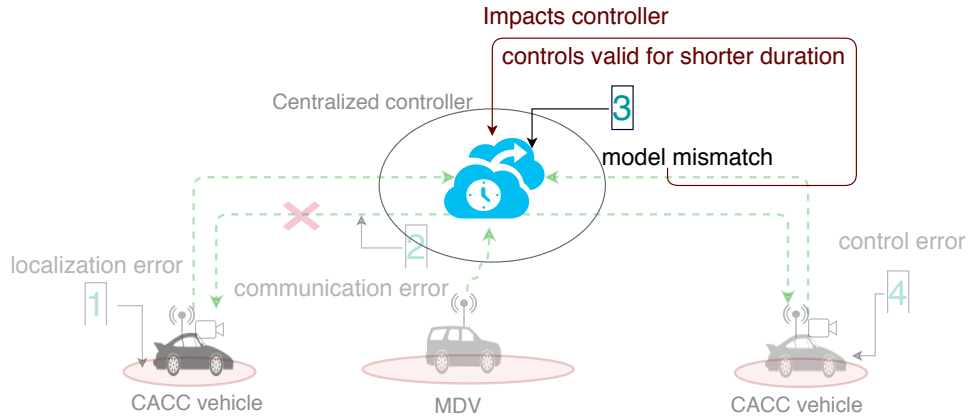 Impacts controller
controls valid for shorter duration
Centralized controller
3
model mismatch
2
control error
localization error
1
communication error
4
CACC vehicle
MDV
CACC vehicle